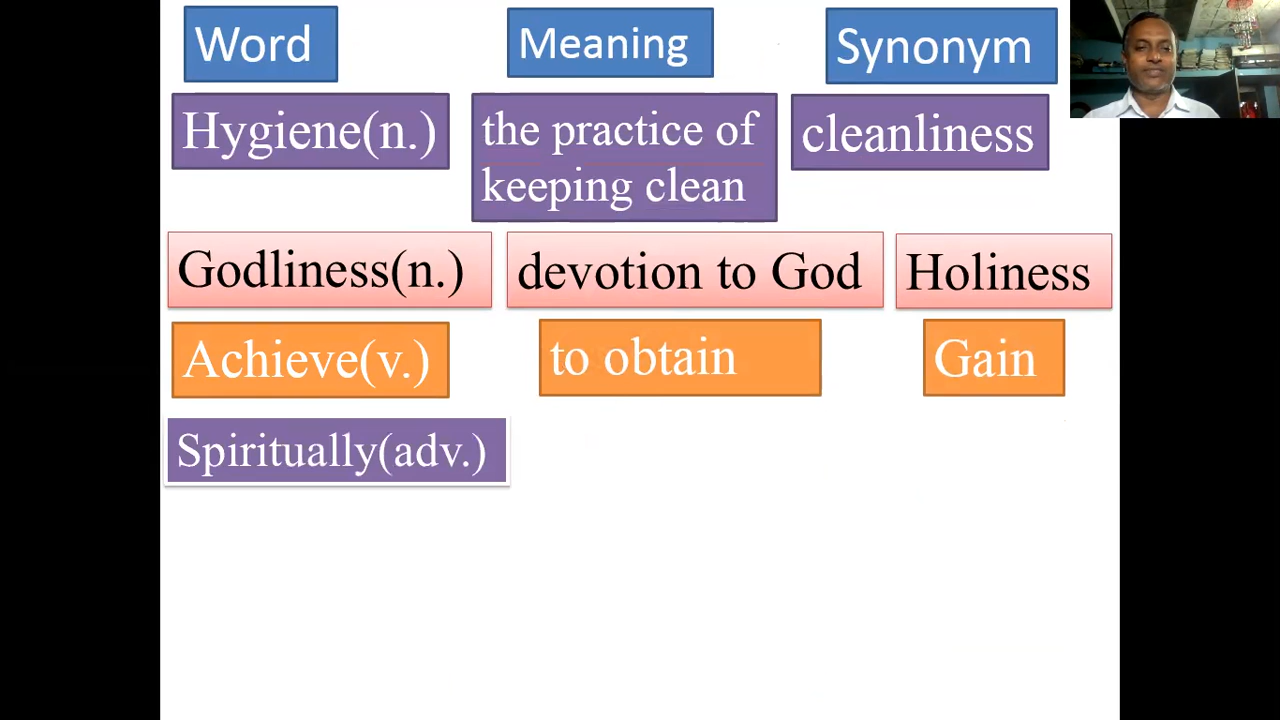 Word Meaning Synonym
Hygiene(n.) the practice of cleanliness
keeping clean
Godliness(n.) devotion to God Holiness
Achieve(v.) to obtain Gain
Spiritually(adv.)